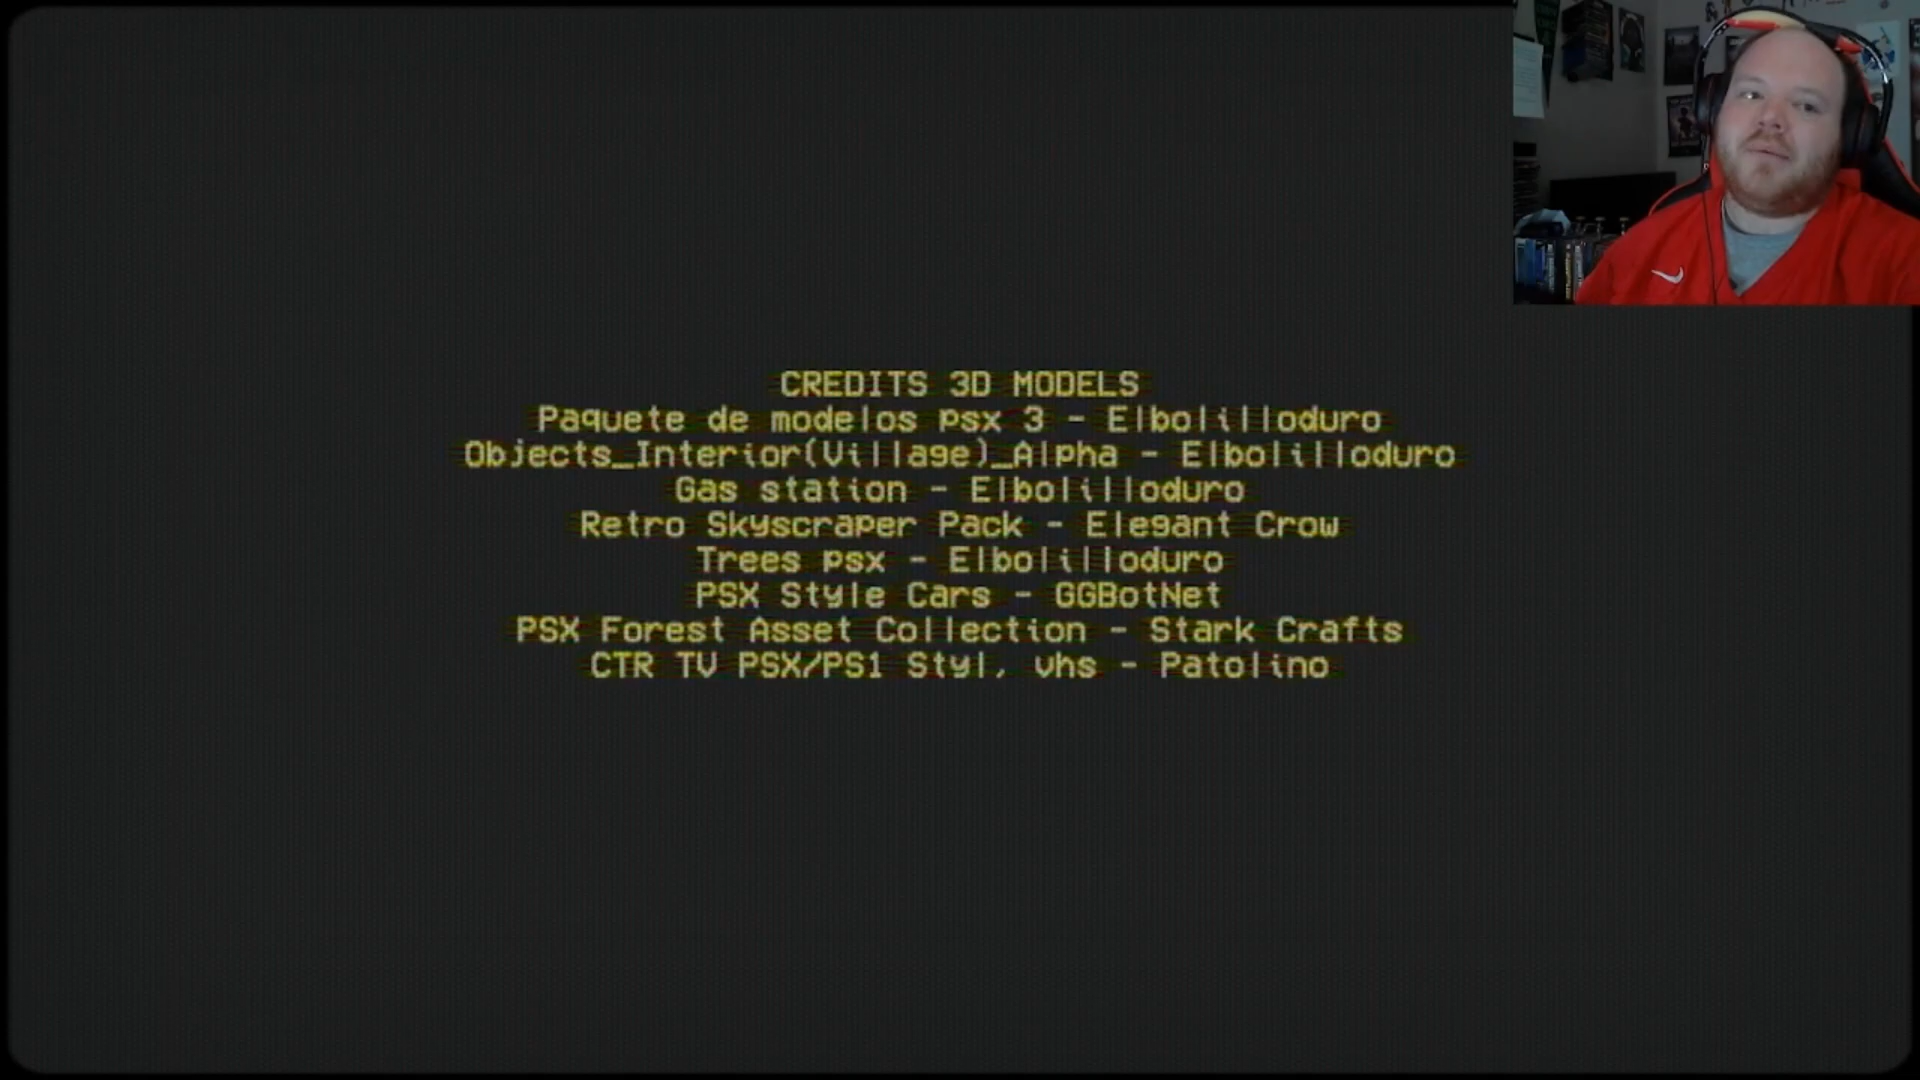 CREDITS 3D MODELS
Paquete de modelos psx 3 - Elbolilloduro
Objects_Interior(Village)_Alpha - Elbolilloduro
Gas station - Elbolilloduro
Retro Skyscraper Pack - Elegant Crow
Trees psx - Elbolilloduro
PSX Style Cars - GGBotNet
PSX Forest Asset Collection - Stark Crafts
CTR TV PSX/PS1 Styl, vhs - Patolino